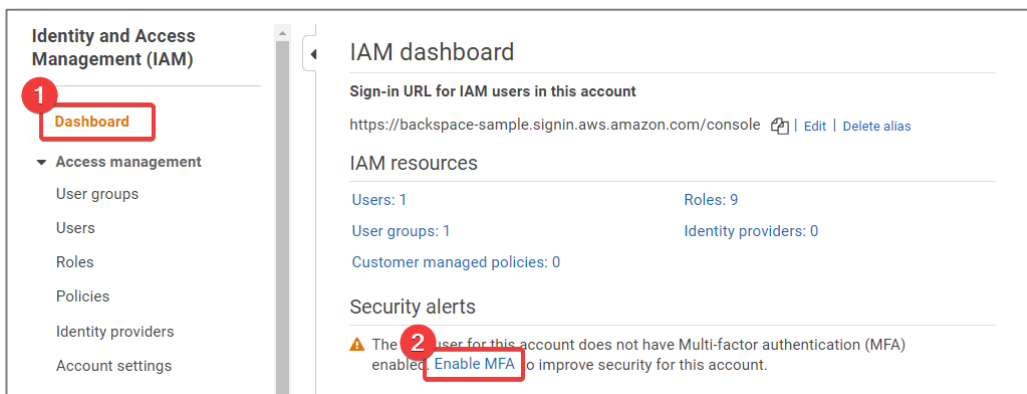 Identity and Access
Management (IAM)
1
Dashboard
Access management
User groups
Users
Roles
Policies
Identity providers
Account settings
IAM dashboard
Sign-in URL for IAM users in this account
https://backspace-sample.signin.aws.amazon.com/console | Edit | Delete alias
IAM resources
Users: 1 Roles: 9
User groups: 1 Identity providers: 0
Customer managed policies: 0
Security alerts
2
The user for this account does not have Multi-factor authentication (MFA)
enabled. Enable MFA to improve security for this account.